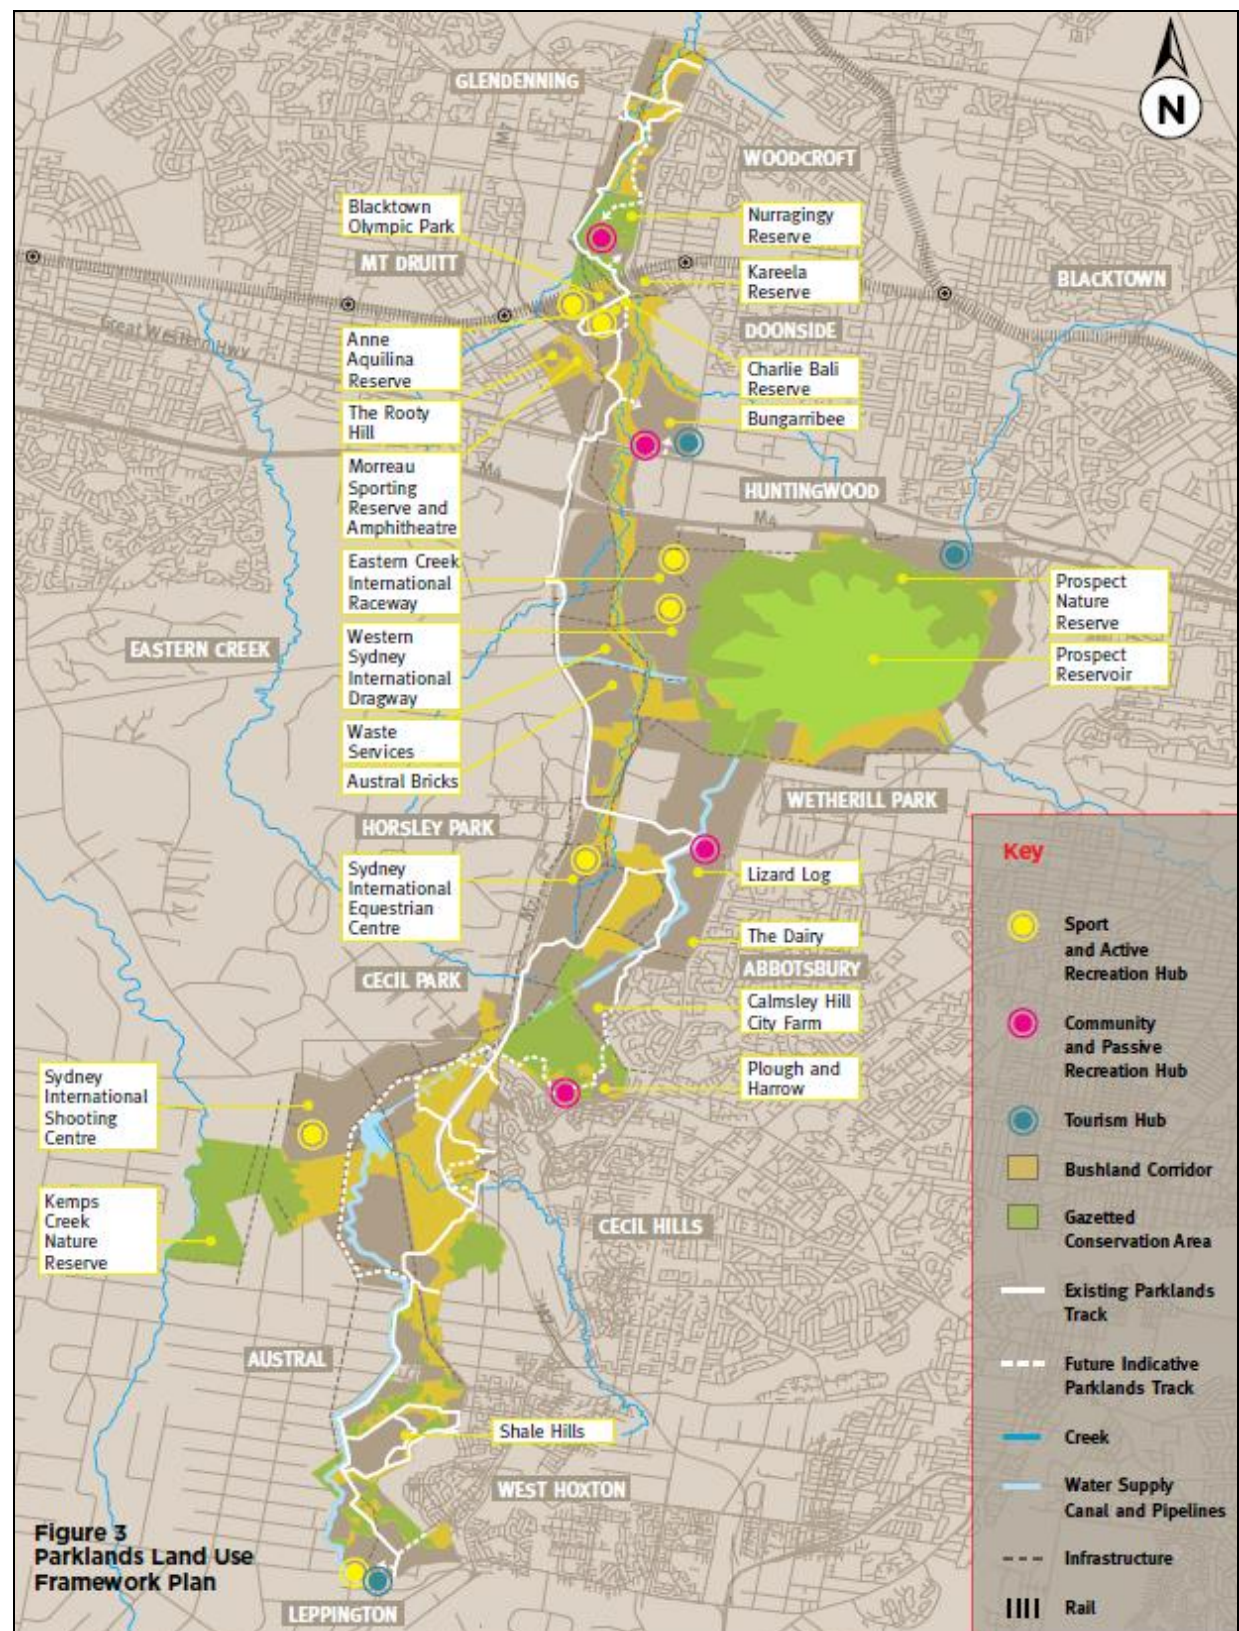 GLENDENNING
M7
WOODCROFT
Blacktown
Olympic Park
Nurragingy
Reserve
MT DRUITT
Kareela
Reserve
BLACKTOWN
Great Western Hwy
DOONSIDE
Anne
Aquilina
Reserve
Charlie Bali
Reserve
The Rooty
Hill
Bungarribee
Morreau
Sporting
Reserve and
Amphitheatre
M4
HUNTINGWOOD
M4
Eastern Creek
International
Raceway
Prospect
Nature
Reserve
EASTERN CREEK
Western
Sydney
International
Dragway
Prospect
Reservoir
Waste
Services
Austral Bricks
WETHERILL PARK
HORSLEY PARK
Sydney
International
Equestrian
Centre
M7
Lizard Log
The Dairy
ABBOTSBURY
CECIL PARK
Calmsley Hill
City Farm
Plough and
Harrow
Sydney
International
Shooting
Centre
Kemps
Creek
Nature
Reserve
CECIL HILLS
AUSTRAL
Shale Hills
WEST HOXTON
LEPPINGTON
Figure 3
Parklands Land Use
Framework Plan
N
Key
Sport
and Active
Recreation Hub
Community
and Passive
Recreation Hub
Tourism Hub
Bushland Corridor
Gazetted
Conservation Area
Existing Parklands
Track
Future Indicative
Parklands Track
Creek
Water Supply
Canal and Pipelines
Infrastructure
Rail